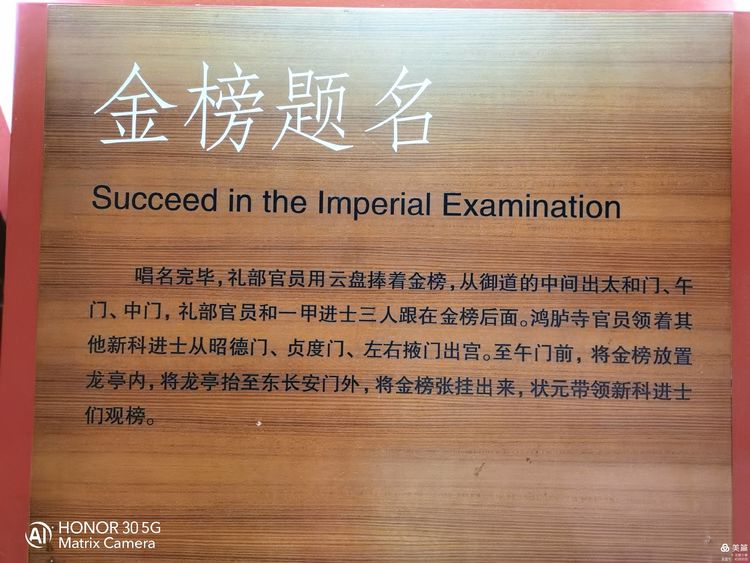 金榜题名
Succeed in the Imperial Examination
唱名完毕，礼部官员用云盘捧着金榜，从御道的中间出太和门、午
门、中门，礼部官员和一甲进士三人跟在金榜后面。鸿胪寺官员领着其
他新科进士从昭德门、贞度门、左右掖门出宫。至午门前，将金榜放置
龙亭内，将龙亭抬至东长安门外，将金榜张挂出来，状元带领新科进士
们观榜。
AI HONOR 30 5G
Matrix Camera
美篇